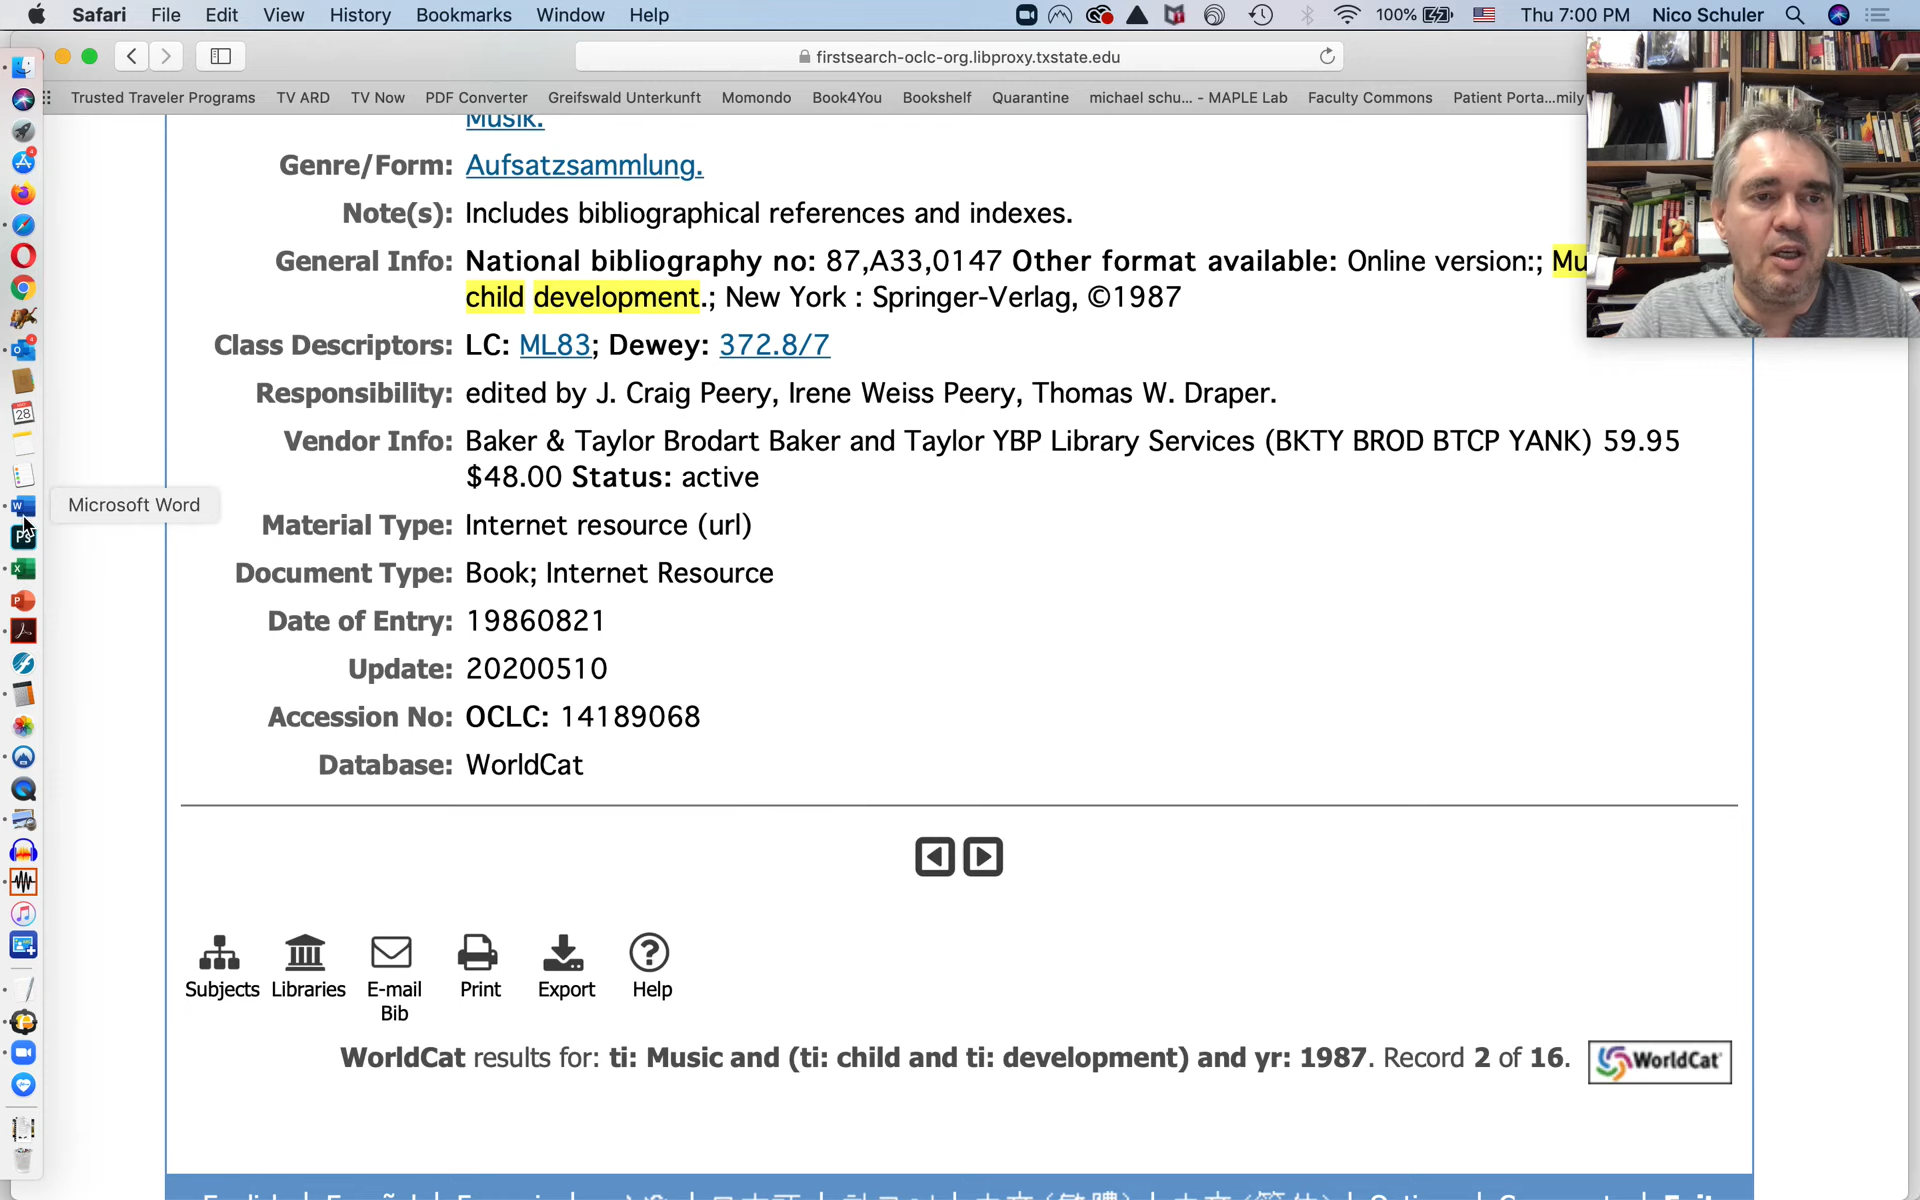 Safari File Edit View History Bookmarks Window Help 100% Thu 7:00 PM Nico Schuler
firstsearch-oclc-org.libproxy.txstate.edu
Trusted Traveler Programs TV ARD TV Now PDF Converter Greifswald Unterkunft Momondo Book4You Bookshelf Quarantine michael schu... - MAPLE Lab Faculty Commons Patient Porta...mily
Musik.
Genre/Form: Aufsatzsammlung.
Note(s): Includes bibliographical references and indexes.
General Info: National bibliography no: 87,A33,0147 Other format available: Online version:; Mu
child development.; New York : Springer-Verlag, ©1987
Class Descriptors: LC: ML83; Dewey: 372.8/7
Responsibility: edited by J. Craig Peery, Irene Weiss Peery, Thomas W. Draper.
Vendor Info: Baker & Taylor Brodart Baker and Taylor YBP Library Services (BKTY BROD BTCP YANK) 59.95
$48.00 Status: active
Microsoft Word
Material Type: Internet resource (url)
Document Type: Book; Internet Resource
Date of Entry: 19860821
Update: 20200510
Accession No: OCLC: 14189068
Database: WorldCat
Subjects Libraries E-mail Bib Print Export Help
WorldCat results for: ti: Music and (ti: child and ti: development) and yr: 1987. Record 2 of 16. WorldCat